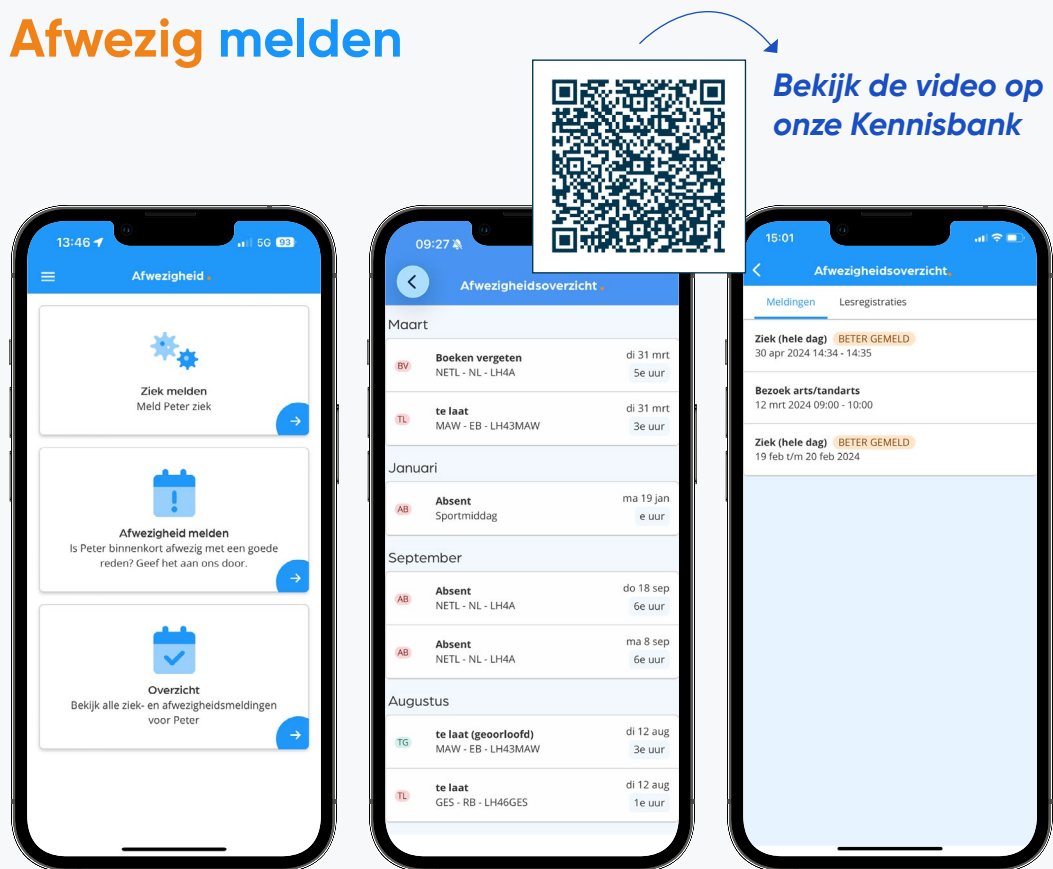 Afwezig melden
Bekijk de video op
onze Kennisbank
13:46
5G 93
Afwezigheid
Ziek melden
Meld Peter ziek
Afwezigheid melden
Is Peter binnenkort afwezig met een goede
reden? Geef het aan ons door.
Overzicht
Bekijk alle ziek- en afwezigheidsmeldingen
voor Peter
09:27
Afwezigheidsoverzicht
Maart
BV Boeken vergeten di 31 mrt
NETL - NL - LH4A 5e uur
TL te laat di 31 mrt
MAW - EB - LH43MAW 3e uur
Januari
AB Absent ma 19 jan
Sportmiddag e uur
September
AB Absent do 18 sep
NETL - NL - LH4A 6e uur
AB Absent ma 8 sep
NETL - NL - LH4A 6e uur
Augustus
TG te laat (geoorloofd) di 12 aug
MAW - EB - LH43MAW 3e uur
TL te laat di 12 aug
GES - RB - LH46GES 1e uur
15:01
Afwezigheidsoverzicht.
Meldingen Lesregistraties
Ziek (hele dag) BETER GEMELD
30 apr 2024 14:34 - 14:35
Bezoek arts/tandarts
12 mrt 2024 09:00 - 10:00
Ziek (hele dag) BETER GEMELD
19 feb t/m 20 feb 2024